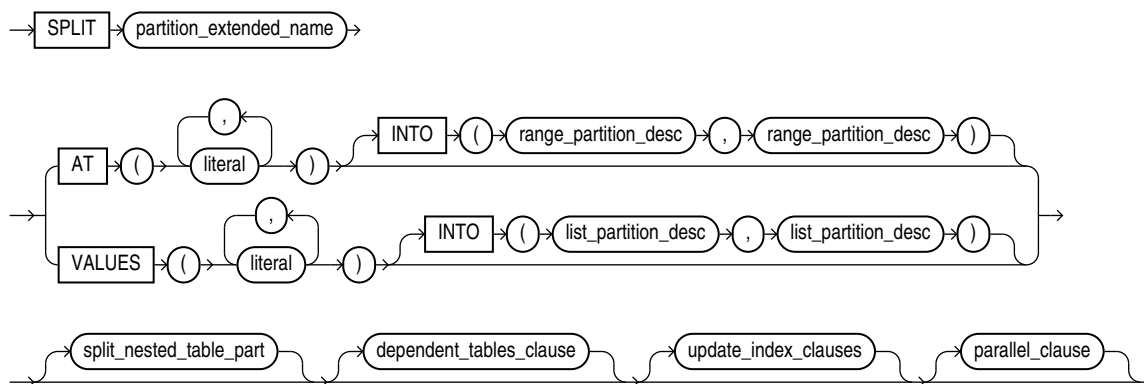 SPLIT partition_extended_name
,
INTO ( range_partition_desc , range_partition_desc )
AT ( literal )
,
INTO ( list_partition_desc , list_partition_desc )
VALUES ( literal )
split_nested_table_part dependent_tables_clause update_index_clauses parallel_clause